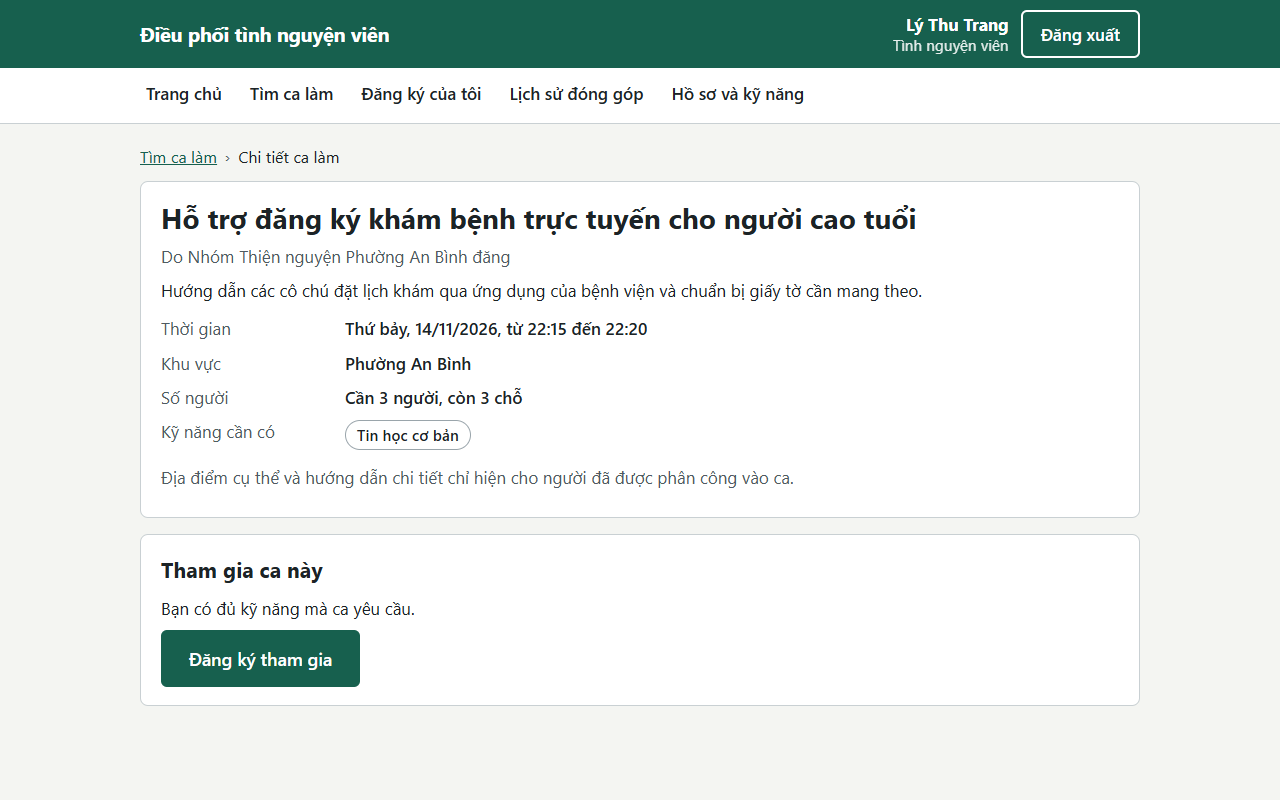 Điều phối tình nguyện viên
Lý Thu Trang
Tình nguyện viên
Đăng xuất
Trang chủ
Tìm ca làm
Đăng ký của tôi
Lịch sử đóng góp
Hồ sơ và kỹ năng
Tìm ca làm › Chi tiết ca làm
Hỗ trợ đăng ký khám bệnh trực tuyến cho người cao tuổi
Do Nhóm Thiện nguyện Phường An Bình đăng
Hướng dẫn các cô chú đặt lịch khám qua ứng dụng của bệnh viện và chuẩn bị giấy tờ cần mang theo.
Thời gian
Thứ bảy, 14/11/2026, từ 22:15 đến 22:20
Khu vực
Phường An Bình
Số người
Cần 3 người, còn 3 chỗ
Kỹ năng cần có
Tin học cơ bản
Địa điểm cụ thể và hướng dẫn chi tiết chỉ hiện cho người đã được phân công vào ca.
Tham gia ca này
Bạn có đủ kỹ năng mà ca yêu cầu.
Đăng ký tham gia